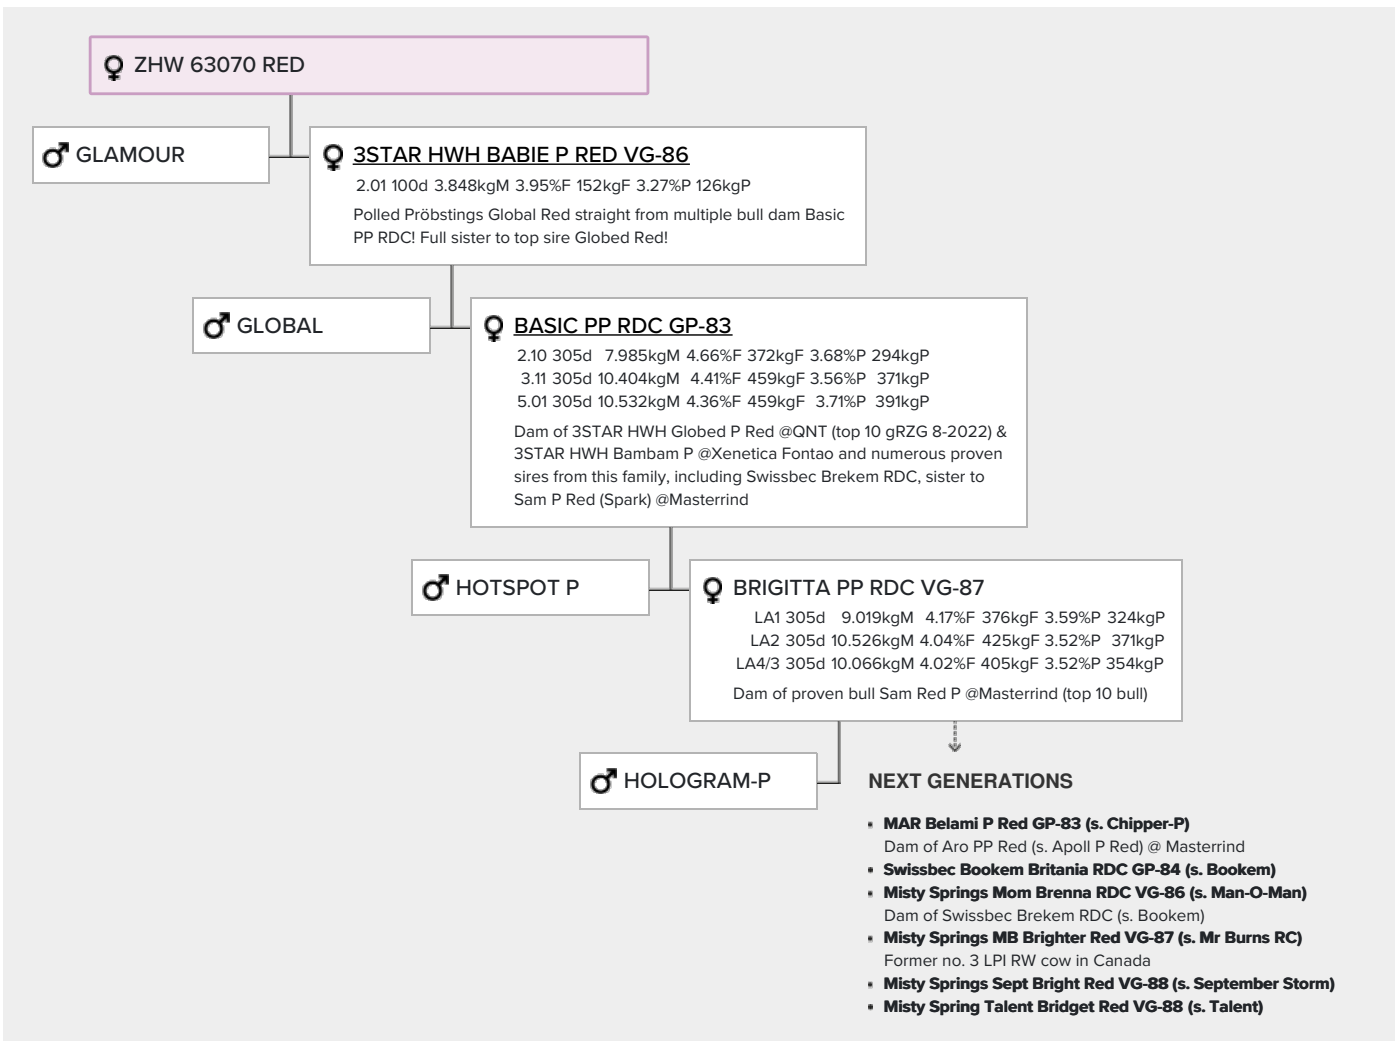 ZHW 63070 RED
GLAMOUR
3STAR HWH BABIE P RED VG-86
2.01 100d 3.848kgM 3.95%F 152kgF 3.27%P 126kgP
Polled Pröbstings Global Red straight from multiple bull dam Basic
PP RDC! Full sister to top sire Globed Red!
GLOBAL
BASIC PP RDC GP-83
2.10 305d 7.985kgM 4.66%F 372kgF 3.68%P 294kgP
3.11 305d 10.404kgM 4.41%F 459kgF 3.56%P 371kgP
5.01 305d 10.532kgM 4.36%F 459kgF 3.71%P 391kgP
Dam of 3STAR HWH Globed P Red @QNT (top 10 gRZG 8-2022) &
3STAR HWH Bambam P @Xenetica Fontao and numerous proven
sires from this family, including Swissbec Brekem RDC, sister to
Sam P Red (Spark) @Masterrind
HOTSPOT P
BRIGITTA PP RDC VG-87
LA1 305d 9.019kgM 4.17%F 376kgF 3.59%P 324kgP
LA2 305d 10.526kgM 4.04%F 425kgF 3.52%P 371kgP
LA4/3 305d 10.066kgM 4.02%F 405kgF 3.52%P 354kgP
Dam of proven bull Sam Red P @Masterrind (top 10 bull)
HOLOGRAM-P
NEXT GENERATIONS
• MAR Belami P Red GP-83 (s. Chipper-P)
Dam of Aro PP Red (s. Apoll P Red) @ Masterrind
• Swissbec Bookem Britania RDC GP-84 (s. Bookem)
• Misty Springs Mom Brenna RDC VG-86 (s. Man-O-Man)
Dam of Swissbec Brekem RDC (s. Bookem)
• Misty Springs MB Brighter Red VG-87 (s. Mr Burns RC)
Former no. 3 LPI RW cow in Canada
• Misty Springs Sept Bright Red VG-88 (s. September Storm)
• Misty Spring Talent Bridget Red VG-88 (s. Talent)